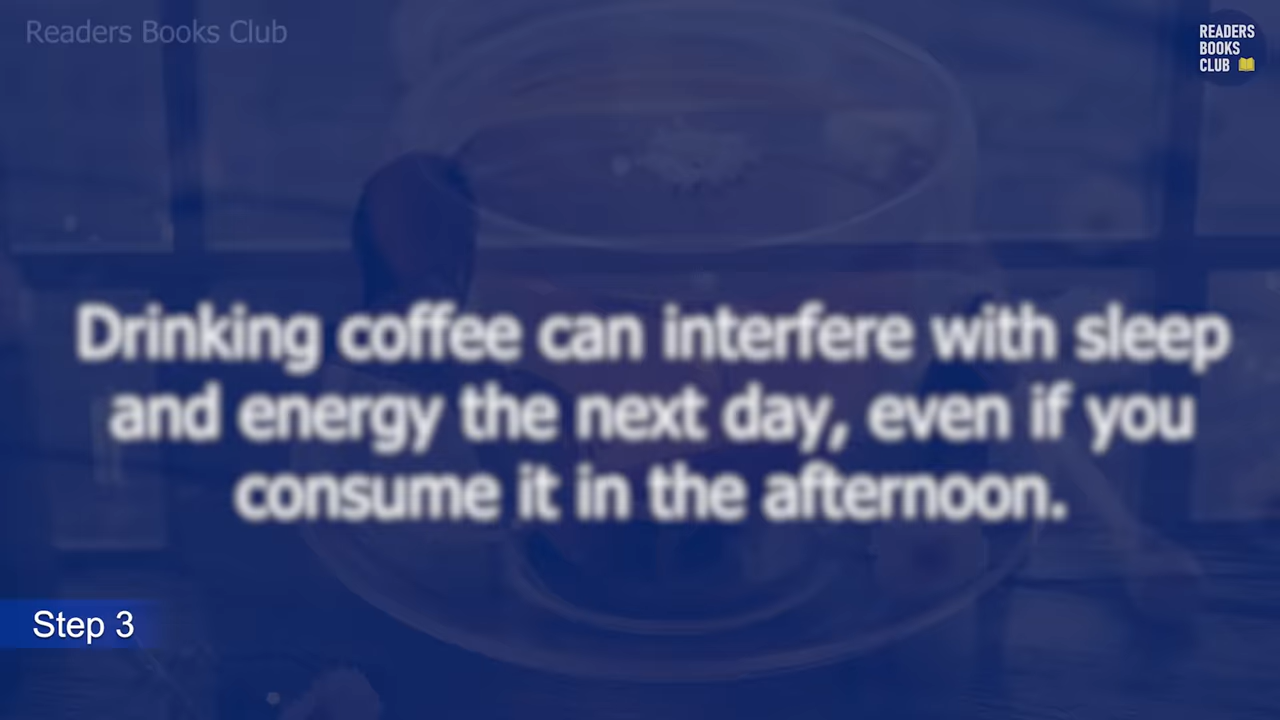 Readers Books Club
READERS
BOOKS
CLUB
Drinking coffee can interfere with sleep
and energy the next day, even if you
consume it in the afternoon.
Step 3